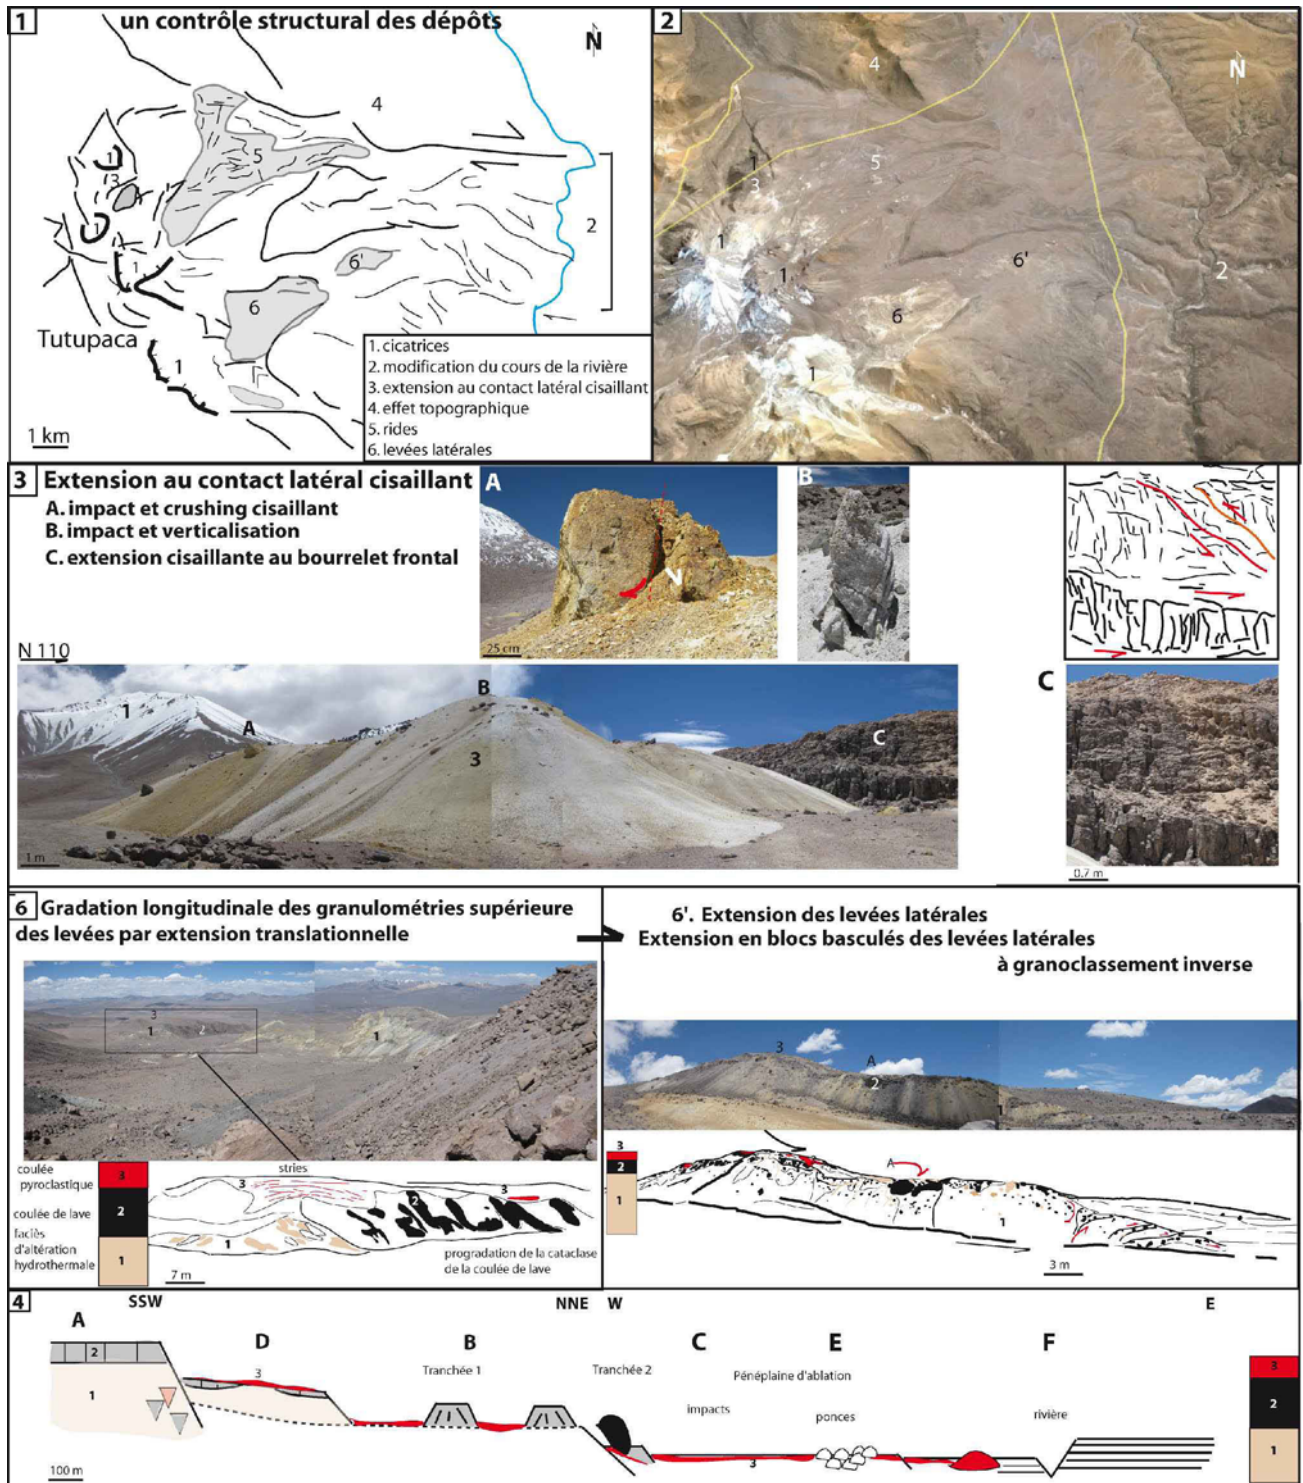 1 un contrôle structural des dépôts
N
4
1
3
5
1
2
1
6'
6
Tutupaca
1
1 km
1. cicatrices
2. modification du cours de la rivière
3. extension au contact latéral cisaillant
4. effet topographique
5. rides
6. levées latérales
2
4
N
1
5
3
1
1
6'
2
6
1
3 Extension au contact latéral cisaillant
A. impact et crushing cisaillant
B. impact et verticalisation
C. extension cisaillante au bourrelet frontal
A
25 cm
B
N 110
1
A
B
3
C
1 m
C
0.7 m
6 Gradation longitudinale des granulométries supérieure
des levées par extension translationnelle
3
1
2
1
coulée
pyroclastique
coulée de lave
faciès
d'altération
hydrothermale
3
2
1
stries
3
2
3
1
progradation de la cataclase
de la coulée de lave
7 m
6'. Extension des levées latérales
Extension en blocs basculés des levées latérales
à granoclassement inverse
3
A
2
1
3
2
1
A
1
3 m
4
SSW
NNE
W
E
A
D
B
C
E
F
2
1
3
Tranchée 1
Tranchée 2
Pénéplaine d'ablation
impacts
ponces
rivière
3
100 m
3
2
1